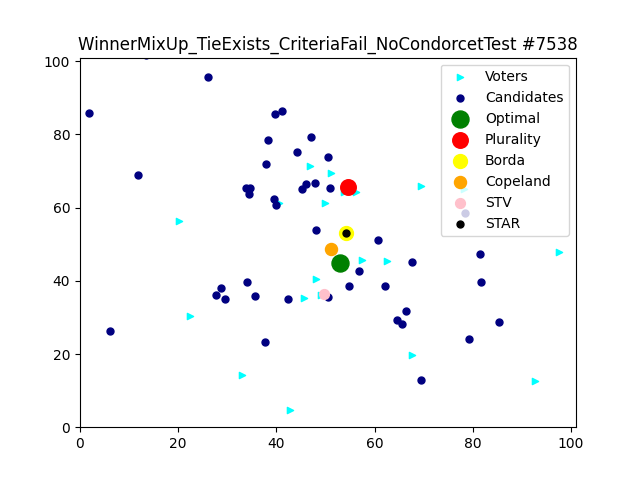 WinnerMixUp_TieExists_CriteriaFail_NoCondorcetTest #7538
100
80
60
40
20
0
0 20 40 60 80 100
Voters
Candidates
Optimal
Plurality
Borda
Copeland
STV
STAR